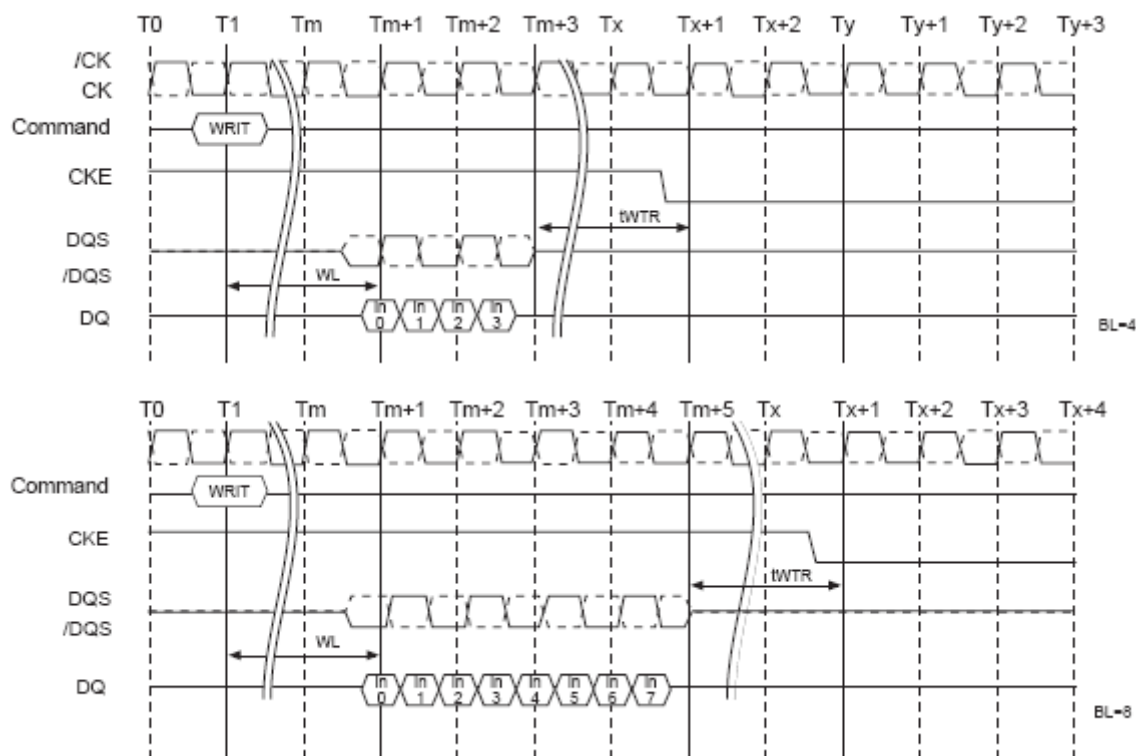 T0 T1 Tm Tm+1 Tm+2 Tm+3 Tx Tx+1 Tx+2 Ty Ty+1 Ty+2 Ty+3
/CK
CK
Command WRIT
CKE
tWTR
DQS
/DQS
WL
DQ In 0 In 1 In 2 In 3
BL=4
T0 T1 Tm Tm+1 Tm+2 Tm+3 Tm+4 Tm+5 Tx Tx+1 Tx+2 Tx+3 Tx+4
Command WRIT
CKE
tWTR
DQS
/DQS
WL
DQ In 0 In 1 In 2 In 3 In 4 In 5 In 6 In 7
BL=8